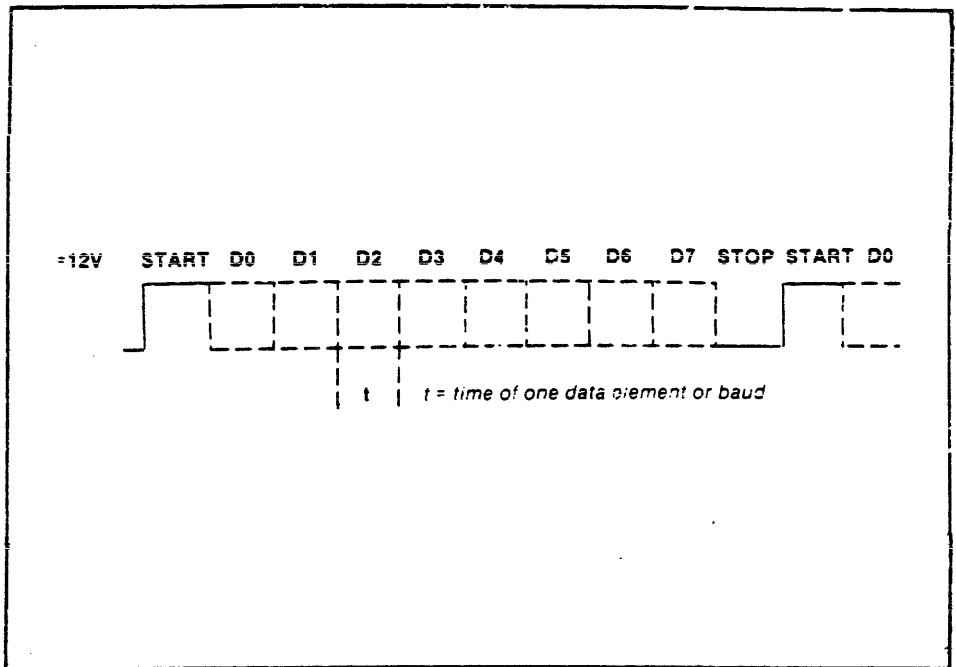 =12V START D0 D1 D2 D3 D4 D5 D6 D7 STOP START D0
t t = time of one data element or baud